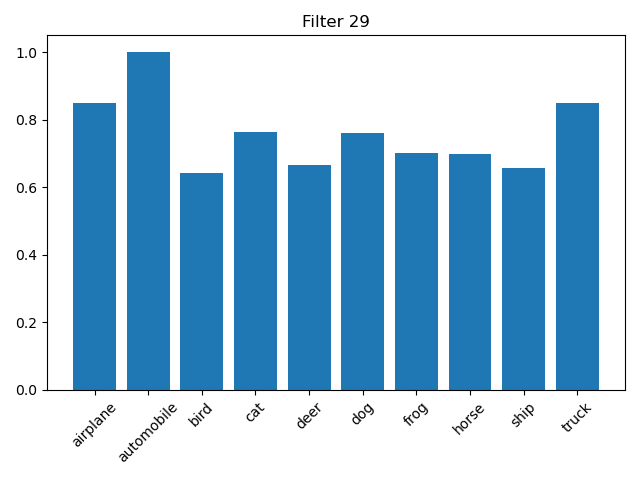 Filter 29
1.0
0.8
0.6
0.4
0.2
0.0
airplane
automobile
bird
cat
deer
dog
frog
horse
ship
truck